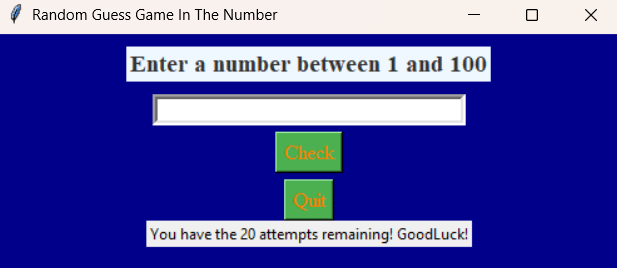 Random Guess Game In The Number
Enter a number between 1 and 100
Check
Quit
You have the 20 attempts remaining! GoodLuck!